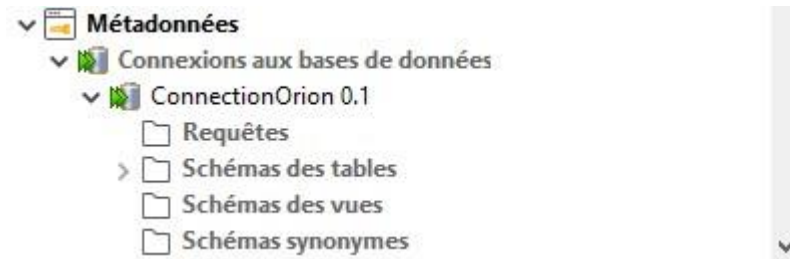 Métadonnées
Connexions aux bases de données
ConnectionOrion 0.1
Requêtes
Schémas des tables
Schémas des vues
Schémas synonymes